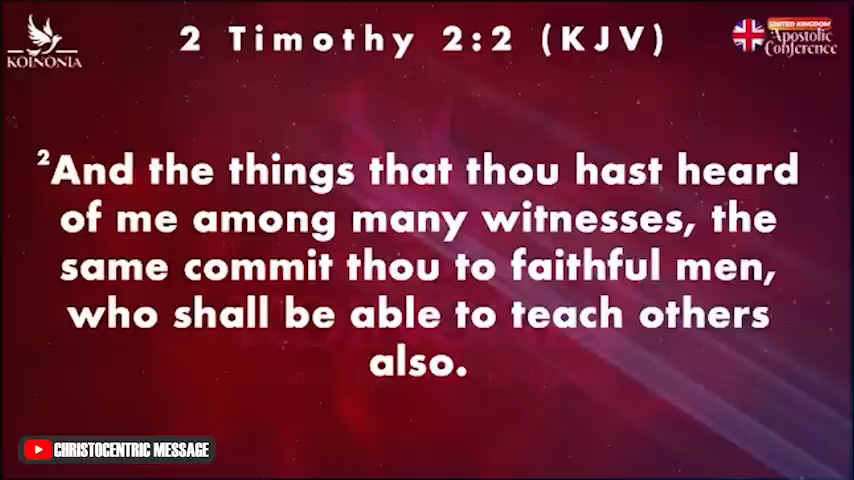 KOINONIA
2 Timothy 2:2 (KJV)
UNITED KINGDOM
Apostolic
Conference
2And the things that thou hast heard
of me among many witnesses, the
same commit thou to faithful men,
who shall be able to teach others
also.
CHRISTOCENTRIC MESSAGE